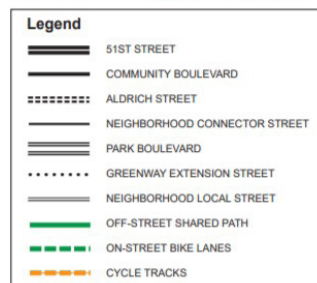 Legend
51ST STREET
COMMUNITY BOULEVARD
ALDRICH STREET
NEIGHBORHOOD CONNECTOR STREET
PARK BOULEVARD
GREENWAY EXTENSION STREET
NEIGHBORHOOD LOCAL STREET
OFF-STREET SHARED PATH
ON-STREET BIKE LANES
CYCLE TRACKS